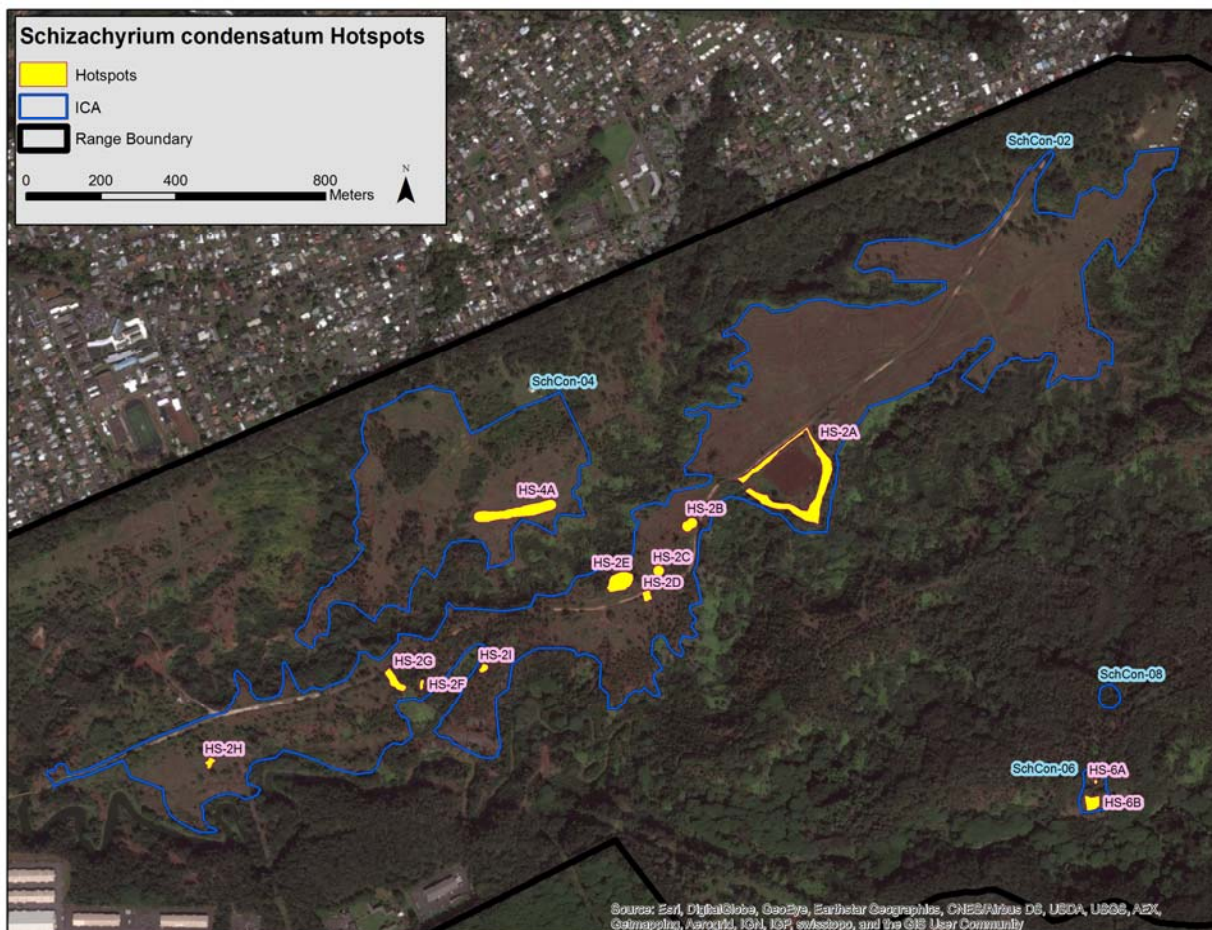 Schizachyrium condensatum Hotspots
Hotspots
ICA
Range Boundary
0 200 400 800
Meters
N
SchCon-02
SchCon-04
HS-2A
HS-4A
HS-2B
HS-2E
HS-2C
HS-2D
HS-2I
HS-2G
HS-2F
SchCon-08
HS-2H
SchCon-06
HS-6A
HS-6B
Source: Esri, DigitalGlobe, GeoEye, Earthstar Geographics, CNES/Airbus DS, USDA, USGS, AEX,
Getmapping, Aerogrid, IGN, IGP, swisstopo, and the GIS User Community